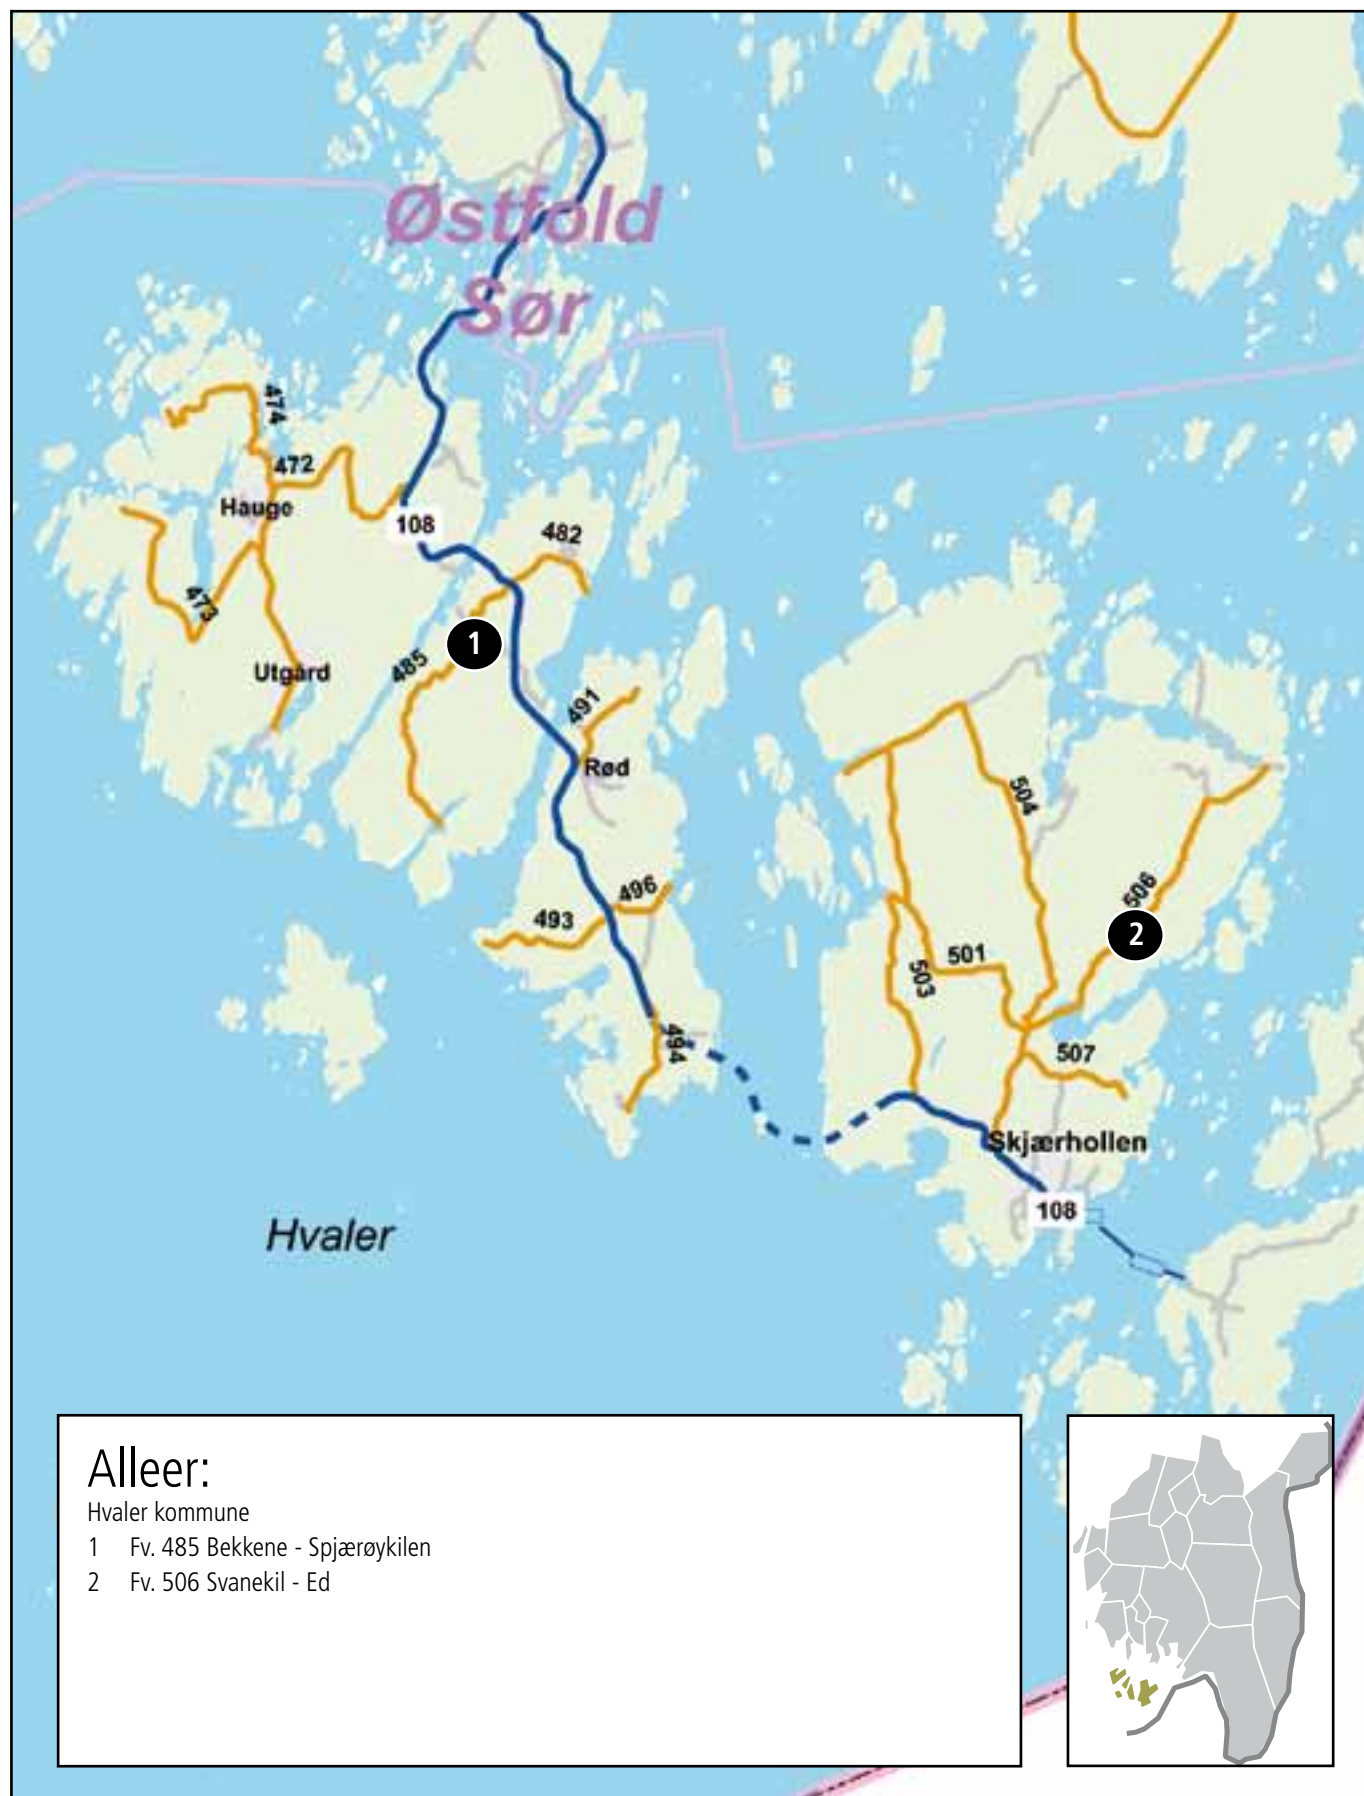 Østfold
Sør
474
472
Hauge
108
482
473
Utgård
485
1
491
Rød
504
496
493
506
2
501
503
494
507
Skjærhollen
108
Hvaler
Alleer:
Hvaler kommune
1 Fv. 485 Bekkene - Spjærøykilen
2 Fv. 506 Svanekil - Ed